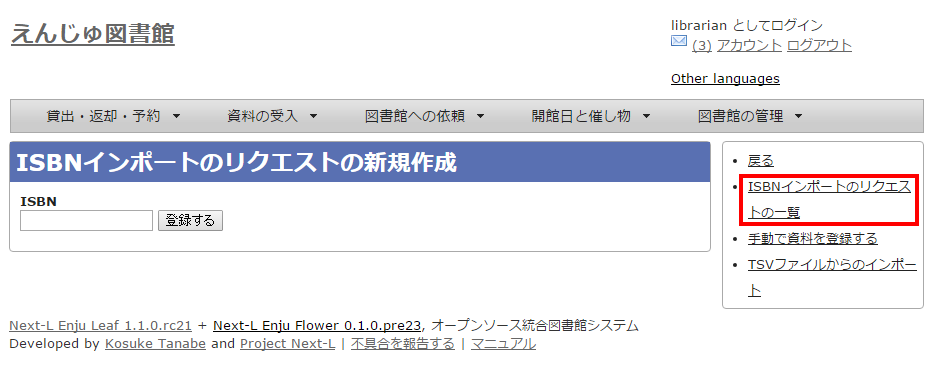 えんじゅ図書館
librarian としてログイン
(3) アカウント ログアウト
Other languages
貸出・返却・予約 ▼ 資料の受入 ▼ 図書館への依頼 ▼ 開館日と催し物 ▼ 図書館の管理 ▼
ISBNインポートのリクエストの新規作成
ISBN
登録する
• 戻る
• ISBNインポートのリクエス
トの一覧
• 手動で資料を登録する
• TSVファイルからのインポー
ト
Next-L Enju Leaf 1.1.0.rc21 + Next-L Enju Flower 0.1.0.pre23, オープンソース統合図書館システム
Developed by Kosuke Tanabe and Project Next-L | 不具合を報告する | マニュアル